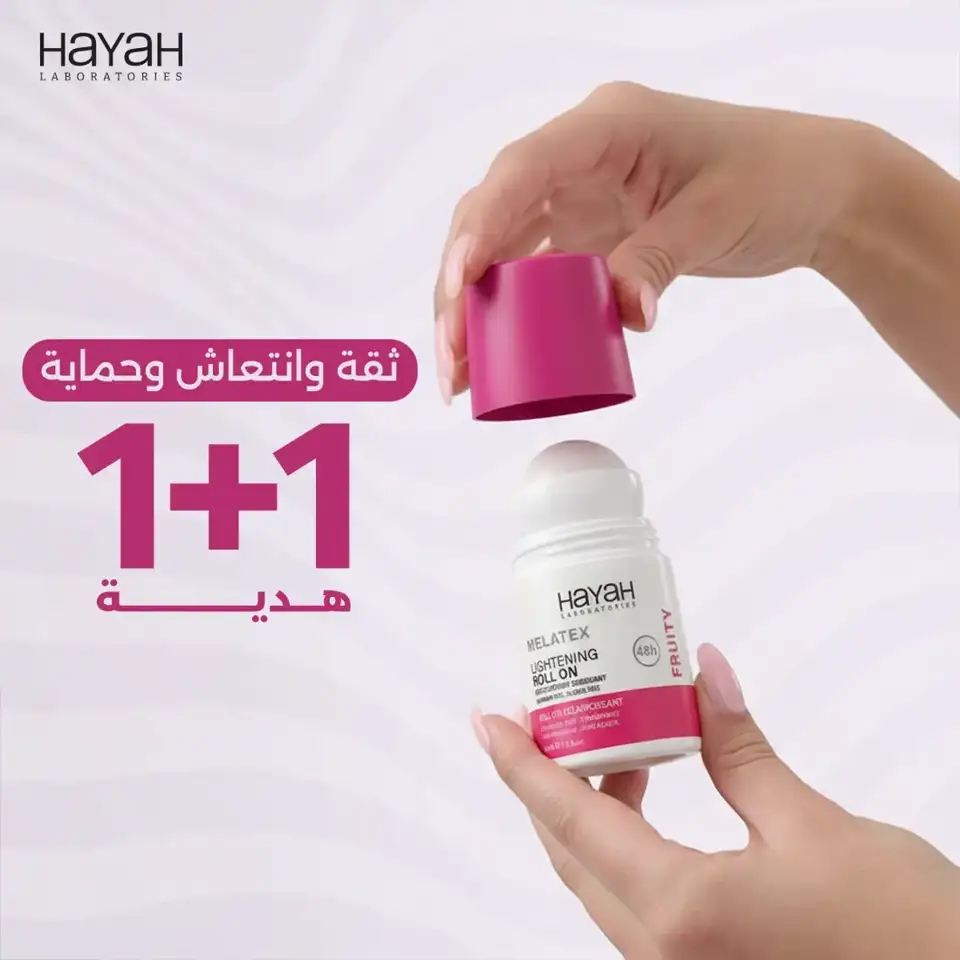 HAYAH
LABORATORIES
ثقة وانتعاش وحماية
1+1
هدية
HAYAH
LABORATORIES
MELATEX
LIGHTENING
ROLL ON
48h
FRUITY